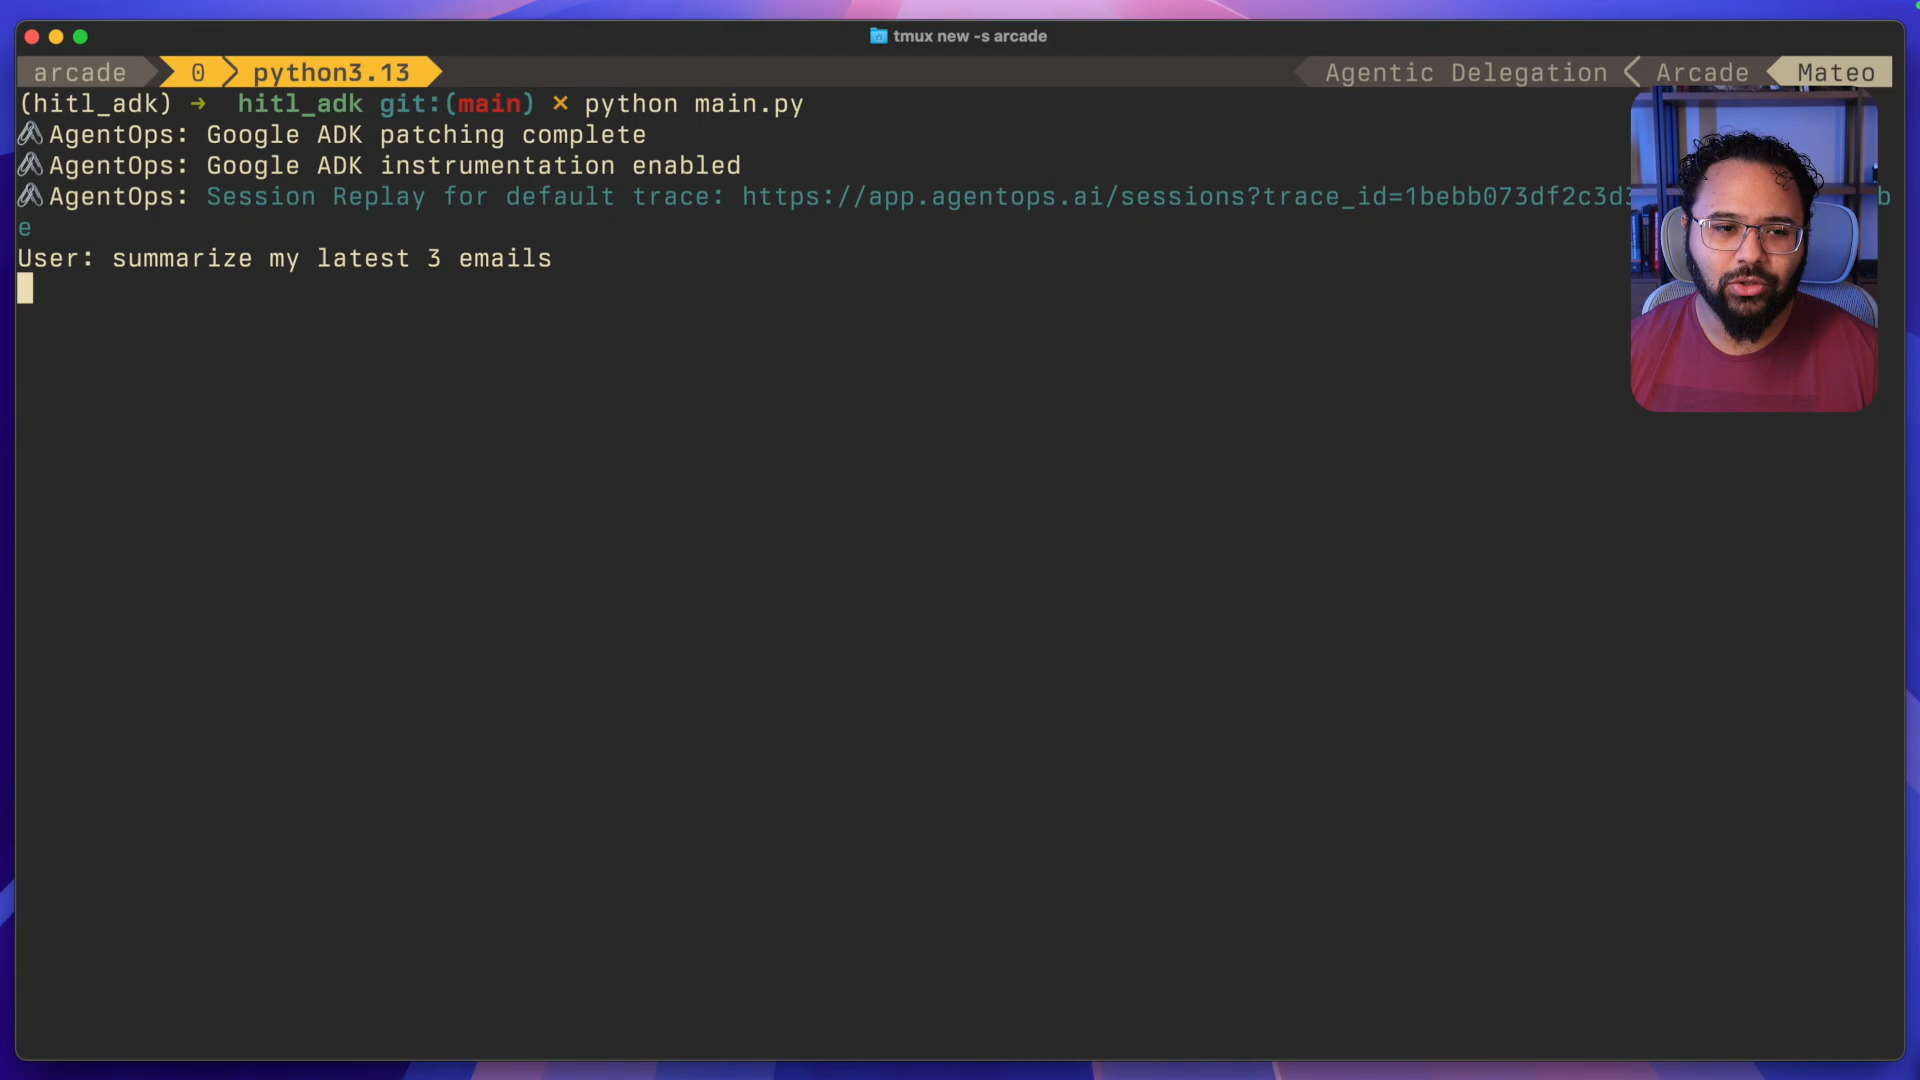 tmux new -s arcade
arcade 0 python3.13 Agentic Delegation Arcade Mateo
(hitl_adk) → hitl_adk git:(main) × python main.py
AgentOps: Google ADK patching complete
AgentOps: Google ADK instrumentation enabled
AgentOps: Session Replay for default trace: https://app.agentops.ai/sessions?trace_id=1bebb073df2c3d b
e
User: summarize my latest 3 emails